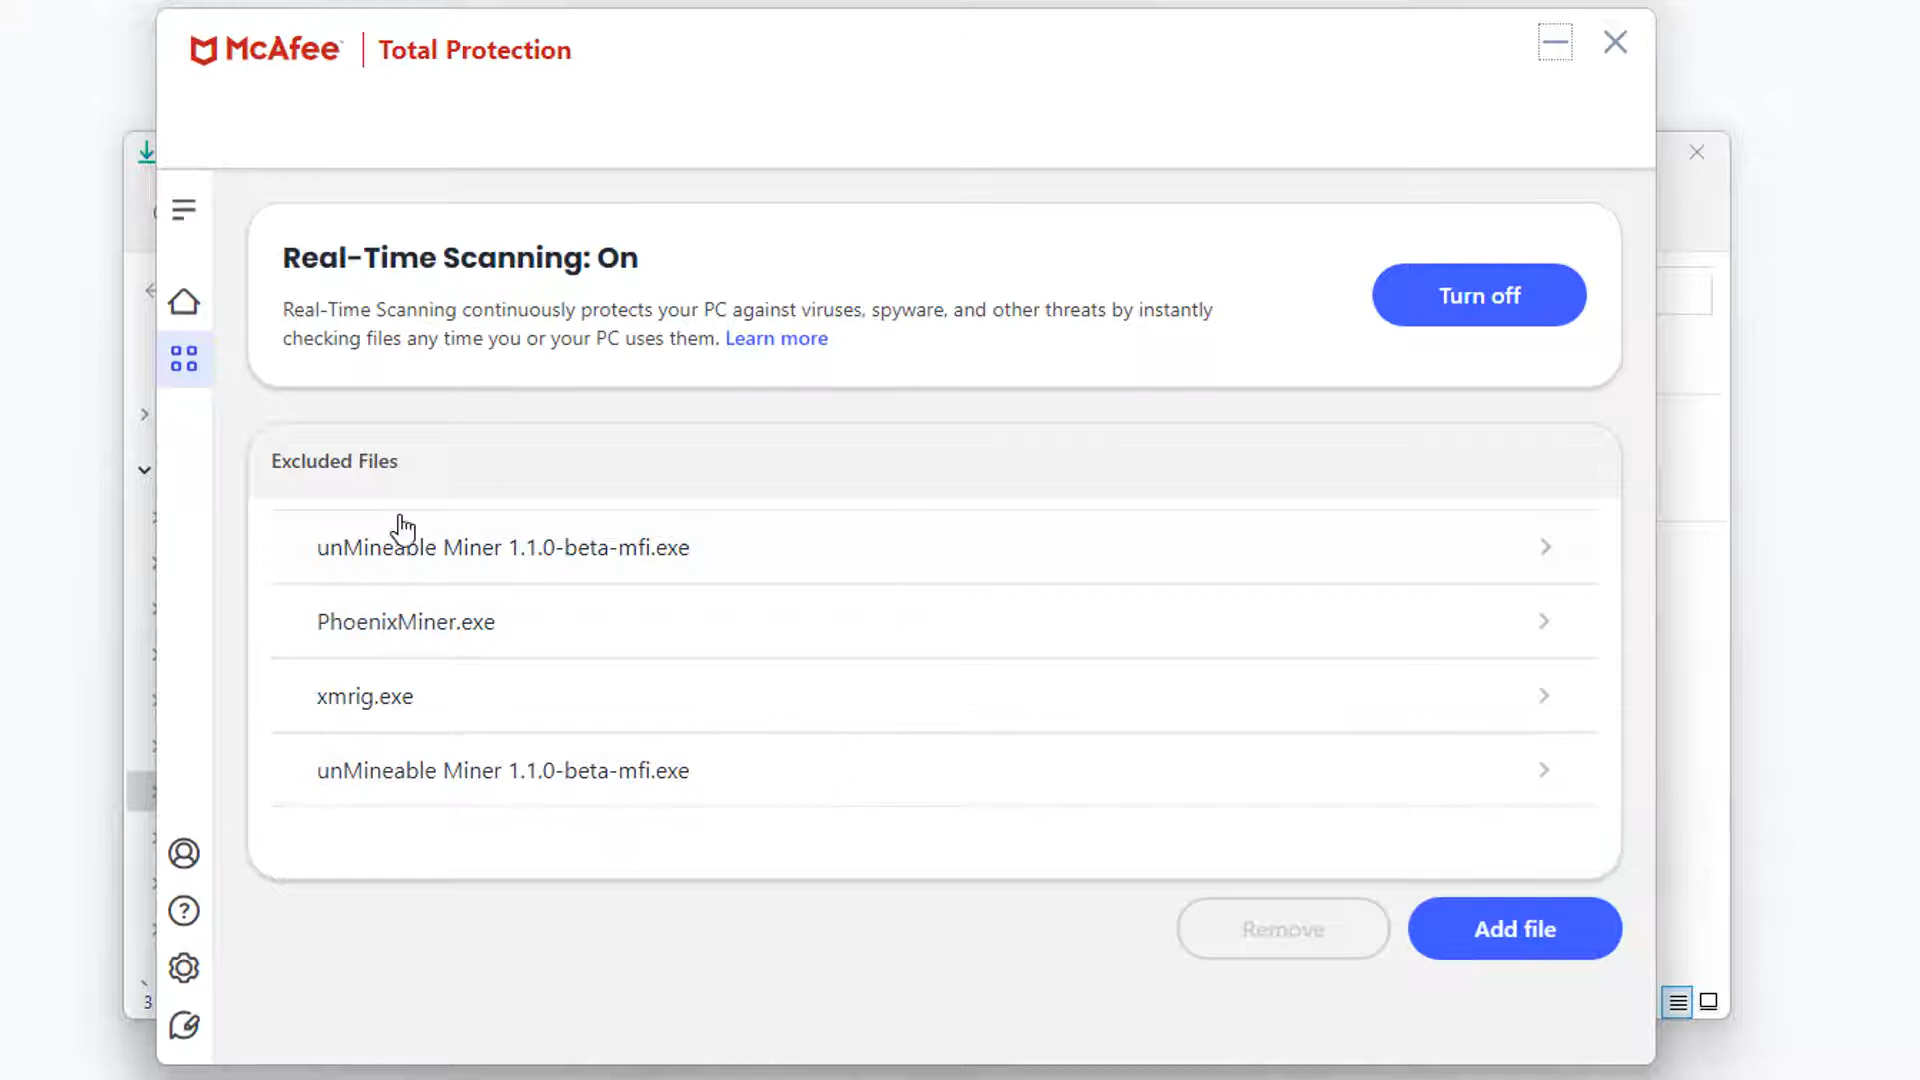 McAfee™ | Total Protection
Real-Time Scanning: On
Real-Time Scanning continuously protects your PC against viruses, spyware, and other threats by instantly
checking files any time you or your PC uses them. Learn more
Turn off
Excluded Files
unMineable Miner 1.1.0-beta-mfi.exe
PhoenixMiner.exe
xmrig.exe
unMineable Miner 1.1.0-beta-mfi.exe
Remove
Add file
3